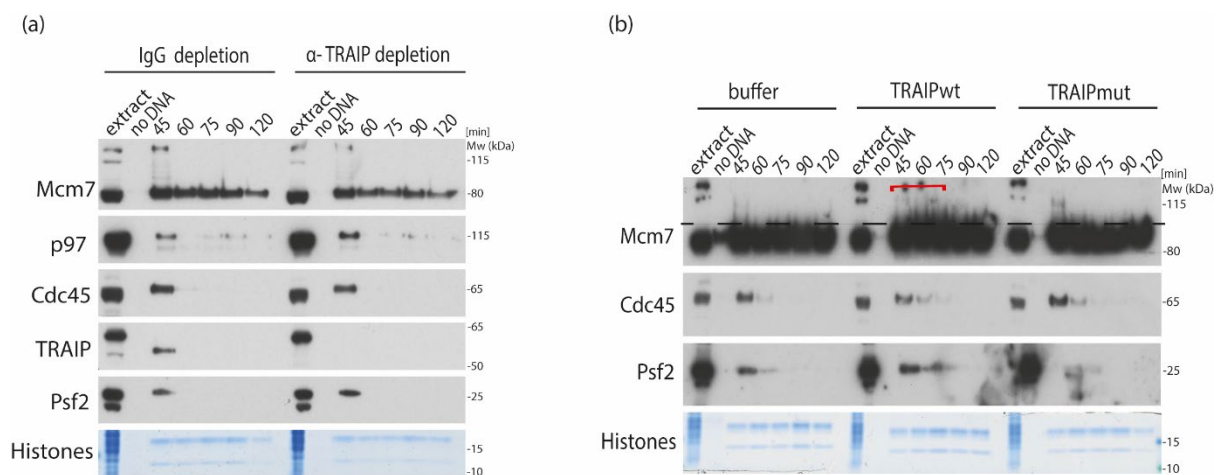 (a)
IgG depletion
α- TRAIP depletion
extract
no DNA
45
60
75
90
120
extract
no DNA
45
60
75
90
120
[min]
Mw (kDa)
Mcm7
-115
-80
p97
-115
Cdc45
-65
TRAIP
-65
-50
Psf2
-25
Histones
-15
-10
(b)
buffer
TRAIPwt
TRAIPmut
extract
no DNA
45
60
75
90
120
extract
no DNA
45
60
75
90
120
extract
no DNA
45
60
75
90
120
[min]
Mw (kDa)
Mcm7
-115
-80
Cdc45
-65
Psf2
-25
Histones
-15
-10